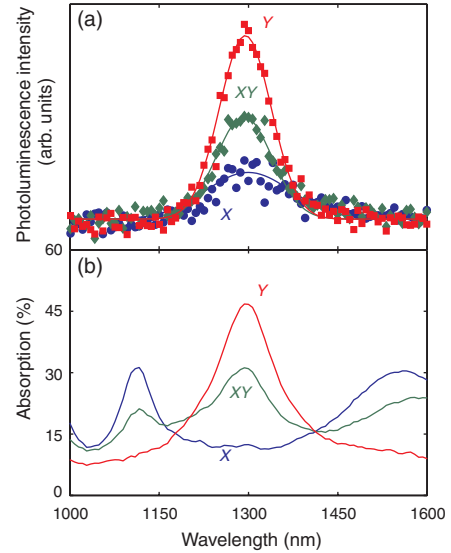 Photoluminescence intensity
(arb. units)
(a)
Y
XY
X
60
(b)
Absorption (%)
45
30
15
0
Y
XY
X
1000 1150 1300 1450 1600
Wavelength (nm)